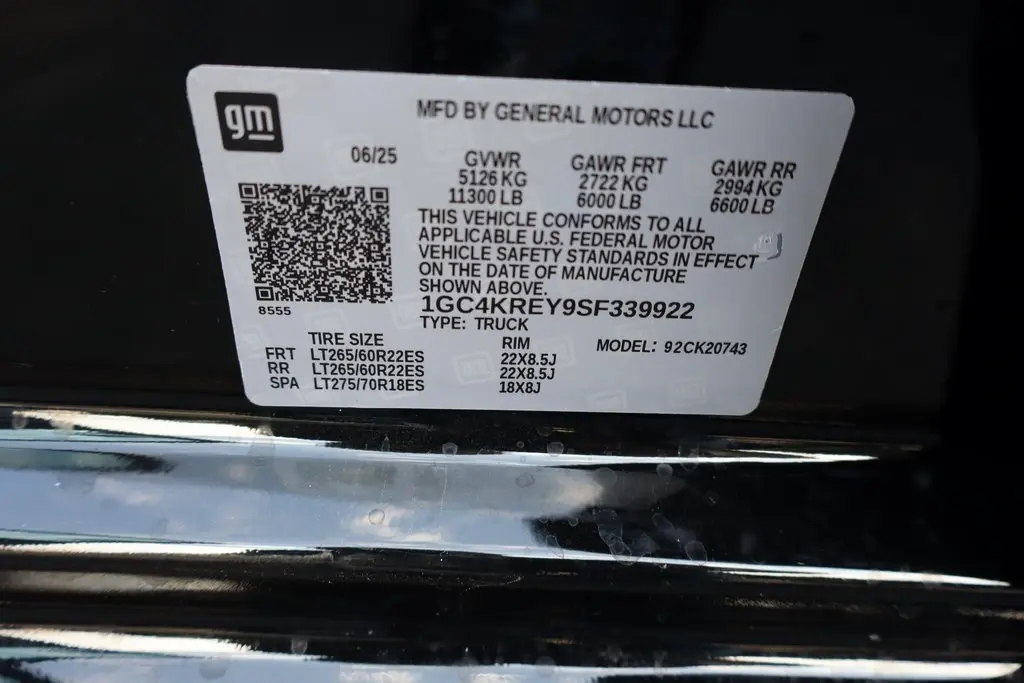 gm
MFD BY GENERAL MOTORS LLC
06/25
GVWR GAWR FRT GAWR RR
5126 KG 2722 KG 2994 KG
11300 LB 6000 LB 6600 LB
THIS VEHICLE CONFORMS TO ALL
APPLICABLE U.S. FEDERAL MOTOR
VEHICLE SAFETY STANDARDS IN EFFECT
ON THE DATE OF MANUFACTURE
SHOWN ABOVE.
8555
1GC4KREY9SF339922
TYPE: TRUCK
TIRE SIZE RIM MODEL: 92CK20743
FRT LT265/60R22ES 22X8.5J
RR LT265/60R22ES 22X8.5J
SPA LT275/70R18ES 18X8J